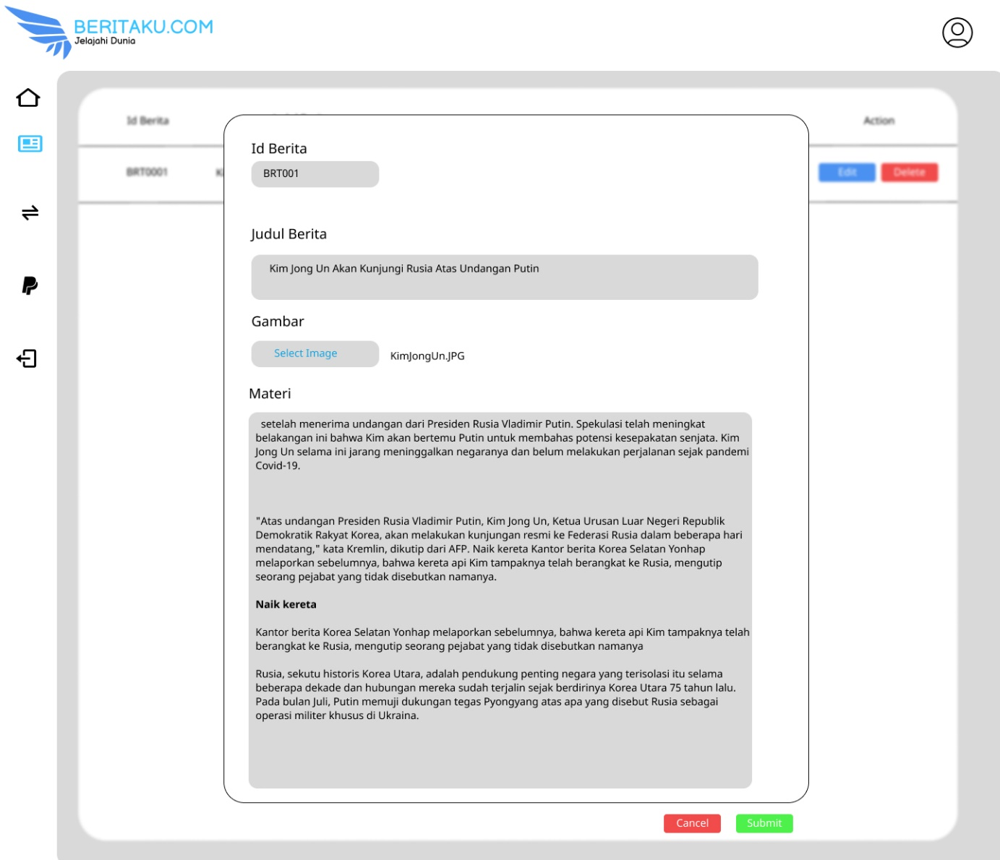 BERITAKU.COM
Jelajahi Dunia
Id Berita
Action
BRT0001
Edit
Delete
Id Berita
BRT001
Judul Berita
Kim Jong Un Akan Kunjungi Rusia Atas Undangan Putin
Gambar
Select Image
KimJongUn.JPG
Materi
setelah menerima undangan dari Presiden Rusia Vladimir Putin. Spekulasi telah meningkat
belakangan ini bahwa Kim akan bertemu Putin untuk membahas potensi kesepakatan senjata. Kim
Jong Un selama ini jarang meninggalkan negaranya dan belum melakukan perjalanan sejak pandemi
Covid-19.
"Atas undangan Presiden Rusia Vladimir Putin, Kim Jong Un, Ketua Urusan Luar Negeri Republik
Demokratik Rakyat Korea, akan melakukan kunjungan resmi ke Federasi Rusia dalam beberapa hari
mendatang," kata Kremlin, dikutip dari AFP. Naik kereta Kantor berita Korea Selatan Yonhap
melaporkan sebelumnya, bahwa kereta api Kim tampaknya telah berangkat ke Rusia, mengutip
seorang pejabat yang tidak disebutkan namanya.
Naik kereta
Kantor berita Korea Selatan Yonhap melaporkan sebelumnya, bahwa kereta api Kim tampaknya telah
berangkat ke Rusia, mengutip seorang pejabat yang tidak disebutkan namanya
Rusia, sekutu historis Korea Utara, adalah pendukung penting negara yang terisolasi itu selama
beberapa dekade dan hubungan mereka sudah terjalin sejak berdirinya Korea Utara 75 tahun lalu.
Pada bulan Juli, Putin memuji dukungan tegas Pyongyang atas apa yang disebut Rusia sebagai
operasi militer khusus di Ukraina.
Cancel
Submit